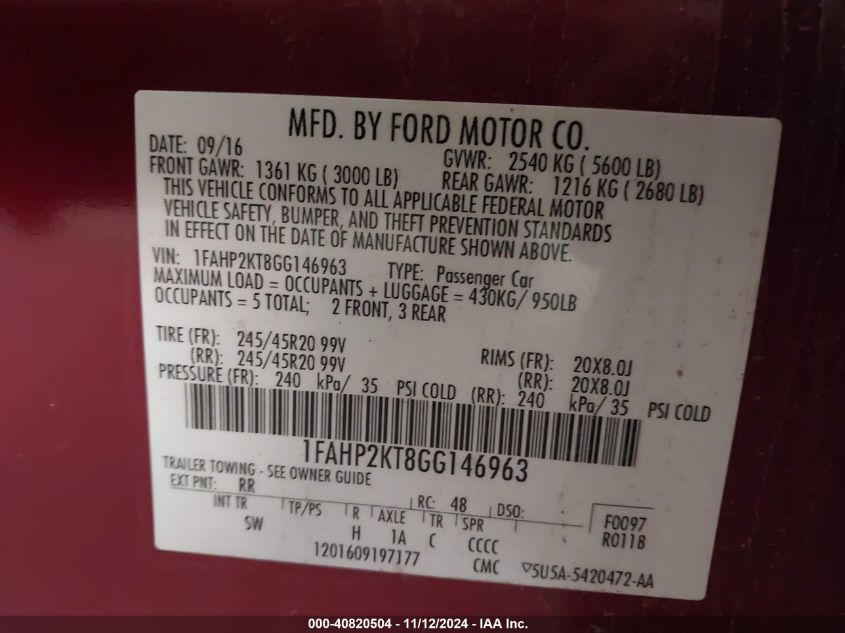 MFD. BY FORD MOTOR CO.
DATE: 09/16 GVWR: 2540 KG ( 5600 LB)
FRONT GAWR: 1361 KG ( 3000 LB) REAR GAWR: 1216 KG ( 2680 LB)
THIS VEHICLE CONFORMS TO ALL APPLICABLE FEDERAL MOTOR
VEHICLE SAFETY, BUMPER, AND THEFT PREVENTION STANDARDS
IN EFFECT ON THE DATE OF MANUFACTURE SHOWN ABOVE.
VIN: 1FAHP2KT8GG146963 TYPE: Passenger Car
MAXIMUM LOAD = OCCUPANTS + LUGGAGE = 430KG/ 950LB
OCCUPANTS = 5 TOTAL; 2 FRONT, 3 REAR
TIRE (FR): 245/45R20 99V RIMS (FR): 20X8.0J
(RR): 245/45R20 99V (RR): 20X8.0J
PRESSURE (FR): 240 kPa/ 35 PSI COLD (RR): 240 kPa/ 35 PSI COLD
1FAHP2KT8GG146963
TRAILER TOWING - SEE OWNER GUIDE
EXT PNT: RR RC: 48 DSO:
INT TR TP/PS R AXLE TR SPR F0097
SW H 1A C CCCC R0118
1201609197177 CMC ▽5U5A-5420472-AA
000-40820504 - 11/12/2024 - IAA Inc.